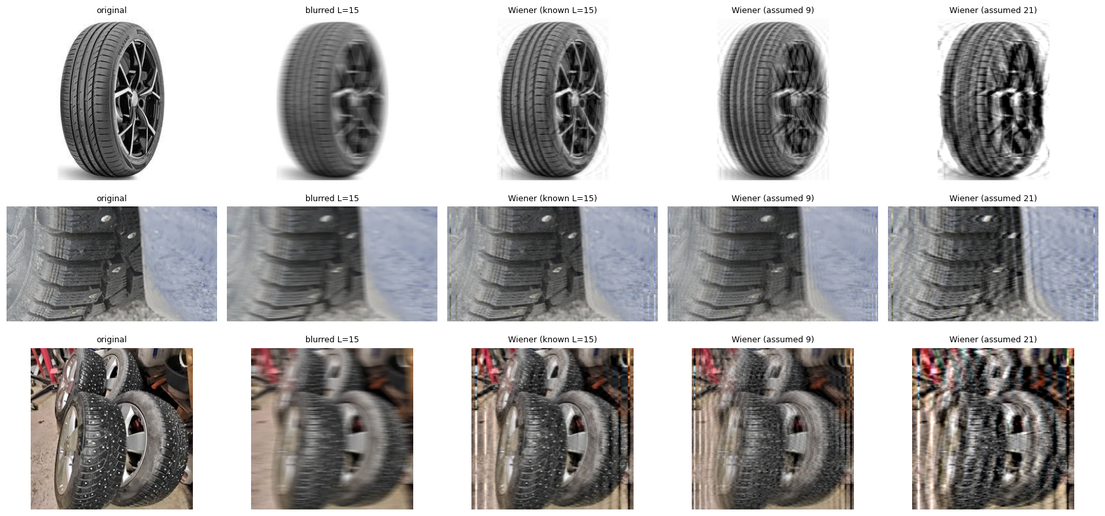 original
blurred L=15
Wiener (known L=15)
Wiener (assumed 9)
Wiener (assumed 21)
original
blurred L=15
Wiener (known L=15)
Wiener (assumed 9)
Wiener (assumed 21)
original
blurred L=15
Wiener (known L=15)
Wiener (assumed 9)
Wiener (assumed 21)